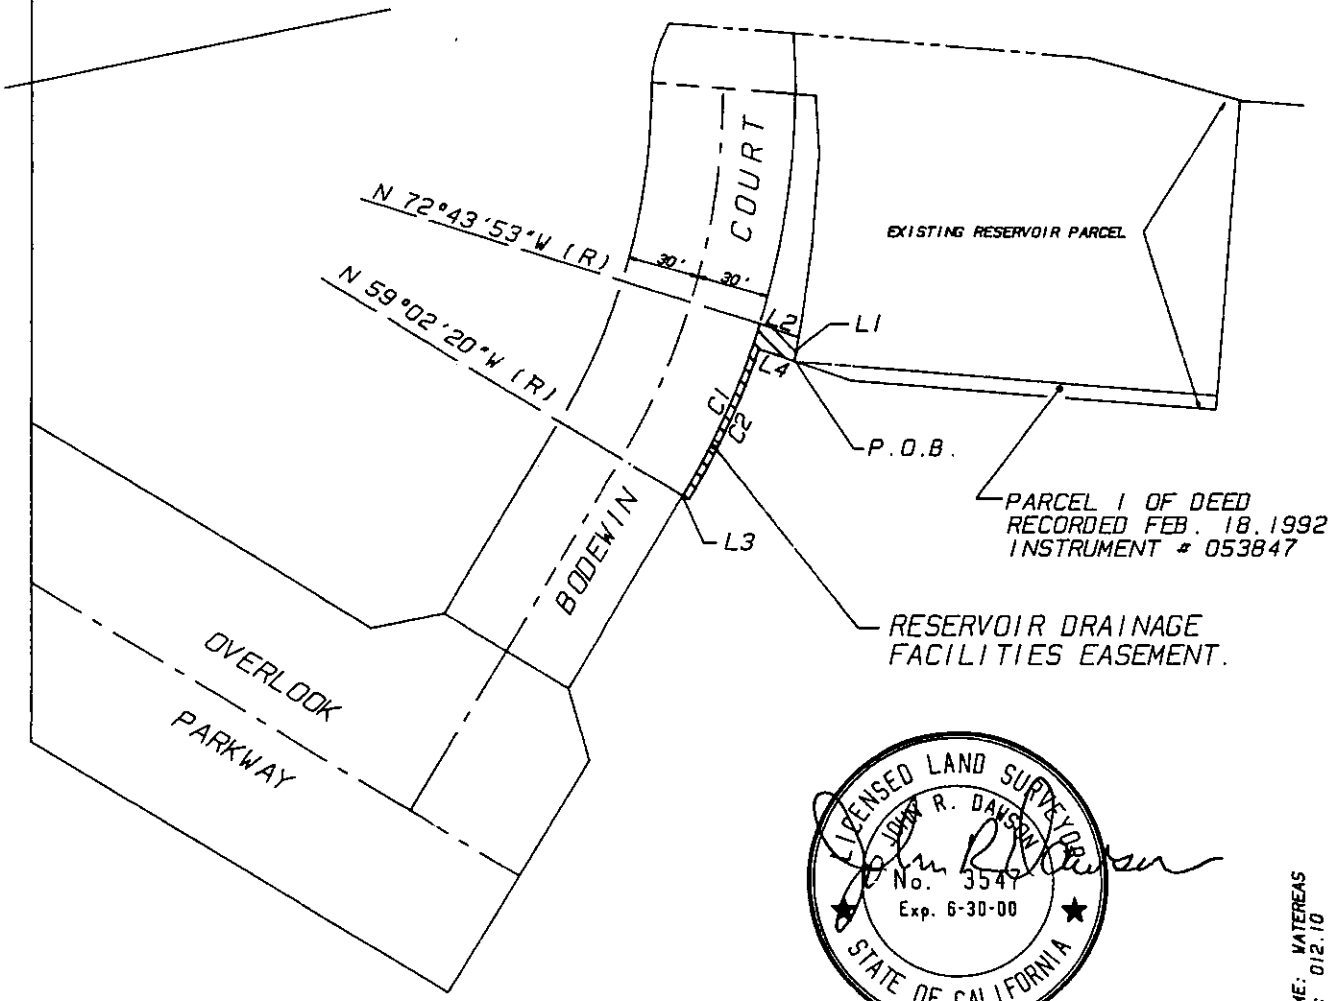 COURT
N 72°43'53"W (R)
30'
30'
EXISTING RESERVOIR PARCEL
N 59°02'20"W (R)
L2
L1
L4
C1
C2
P.O.B.
PARCEL 1 OF DEED
RECORDED FEB. 18.1992
INSTRUMENT # 053847
L3
BODEWIN
RESERVOIR DRAINAGE
FACILITIES EASEMENT.
OVERLOOK
PARKWAY
LICENSED LAND SURVEYOR
JOHN R. DAWSON
John R Dawson
No. 3547
Exp. 6-30-00
STATE OF CALIFORNIA
WATEREAS
012.10